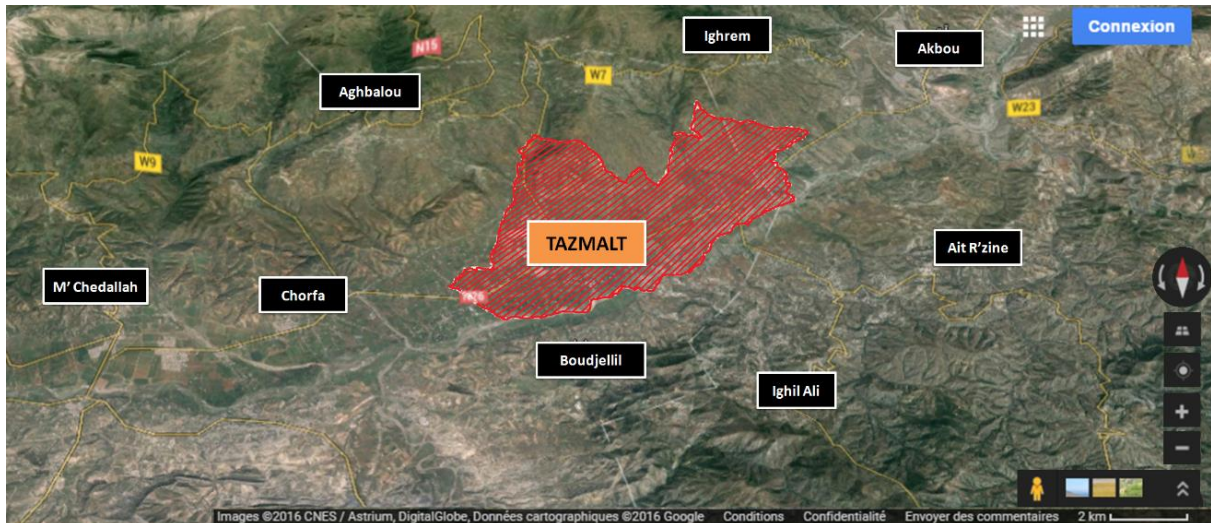 Ighrem
Akbou
Connexion
N15
W7
Aghbalou
W23
W9
TAZMALT
Ait R'zine
M' Chedallah
Chorfa
Boudjellil
Ighil Ali
Images ©2016 CNES / Astrium, DigitalGlobe, Données cartographiques ©2016 Google Conditions Confidentialité Envoyer des commentaires 2 km